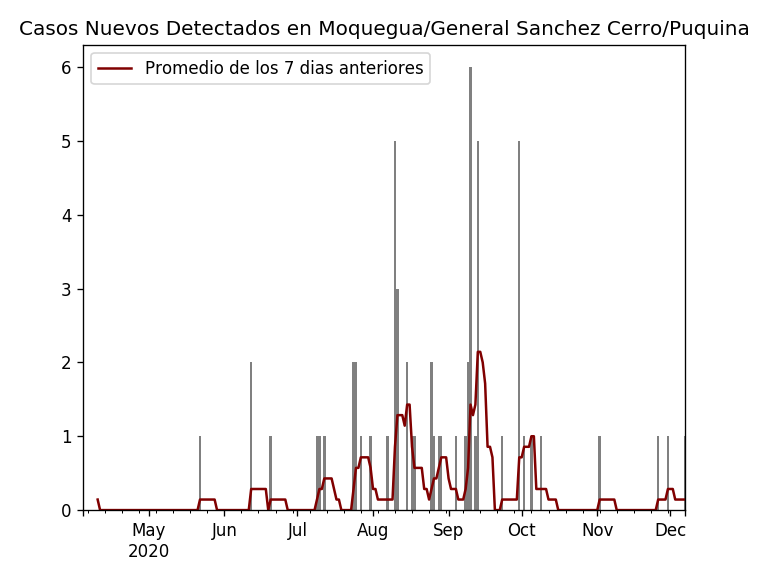 Casos Nuevos Detectados en Moquegua/General Sanchez Cerro/Puquina
Promedio de los 7 dias anteriores
6
5
4
3
2
1
0
May Jun Jul Aug Sep Oct Nov Dec
2020